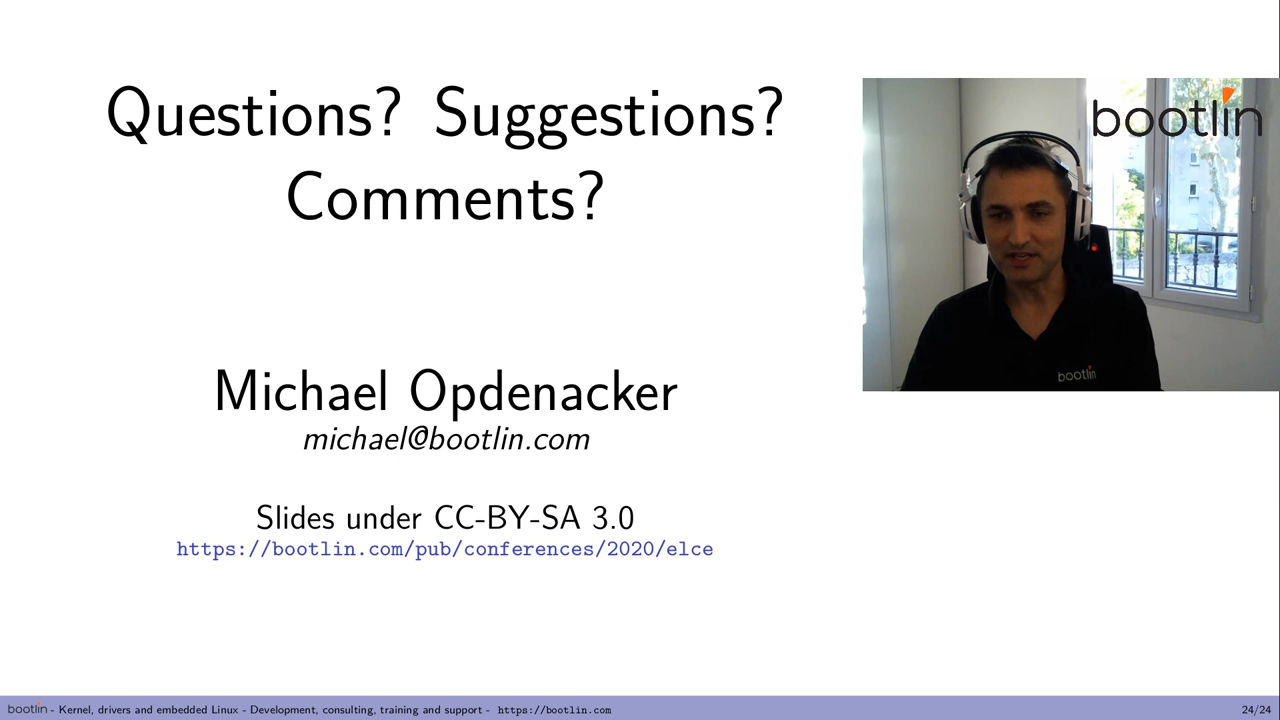 Questions? Suggestions?
Comments?
bootlin
bootlin
Michael Opdenacker
michael@bootlin.com
Slides under CC-BY-SA 3.0
https://bootlin.com/pub/conferences/2020/elce
bootlin - Kernel, drivers and embedded Linux - Development, consulting, training and support - https://bootlin.com 24/24